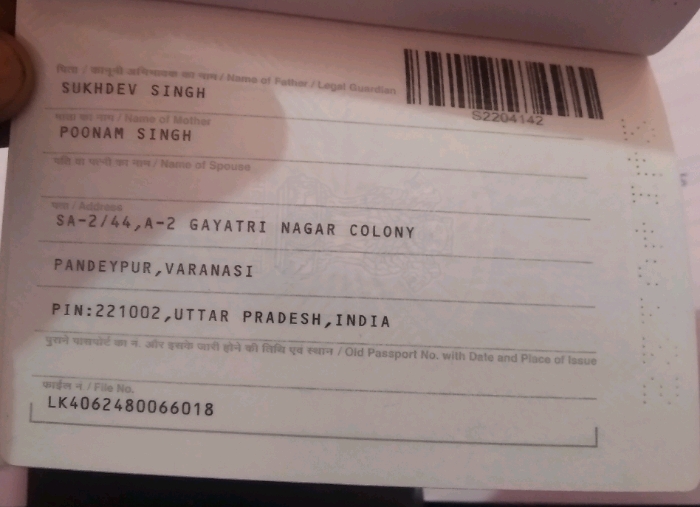 पिता / कानूनी अभिभावक का नाम / Name of Father / Legal Guardian
SUKHDEV SINGH
S2204142
माता का नाम / Name of Mother
POONAM SINGH
पति या पत्नी का नाम / Name of Spouse
पता / Address
SA-2/44,A-2 GAYATRI NAGAR COLONY
PANDEYPUR,VARANASI
PIN:221002,UTTAR PRADESH,INDIA
पुराने पासपोर्ट का नं. और इसके जारी होने की तिथि एवं स्थान / Old Passport No. with Date and Place of Issue
फाईल नं / File No.
LK4062480066018